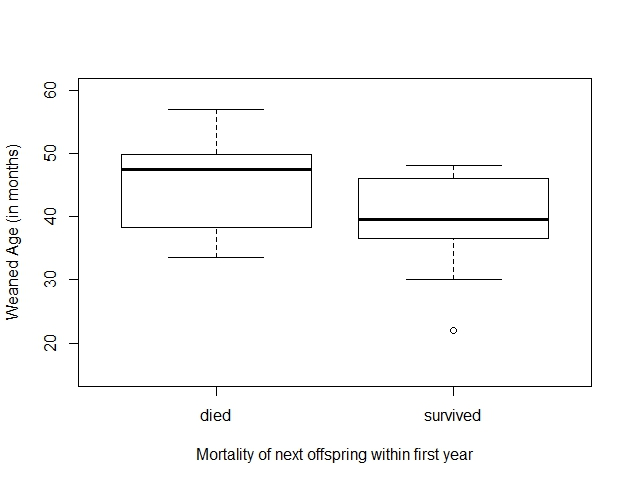 60
50
40
30
20
Weaned Age (in months)
died
survived
Mortality of next offspring within first year